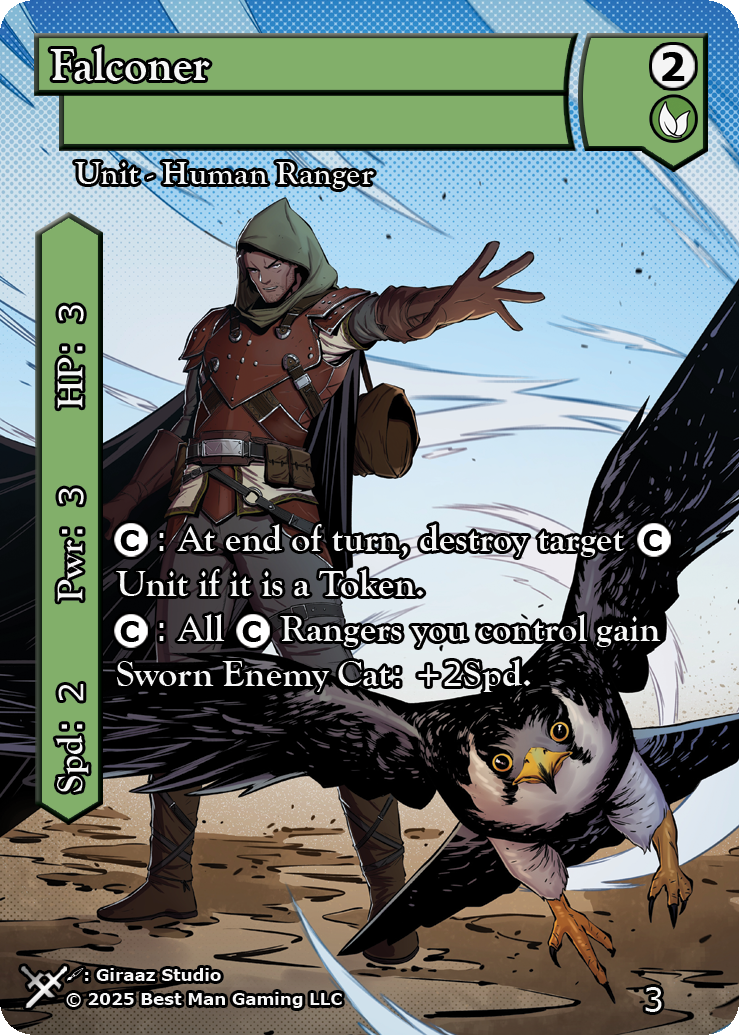 Falconer
2
Unit - Human Ranger
HP: 3
Pwr: 3
Spd: 2
C : At end of turn, destroy target C
Unit if it is a Token.
C : All C Rangers you control gain
Sworn Enemy Cat: +2Spd.
: Giraaz Studio
© 2025 Best Man Gaming LLC
3